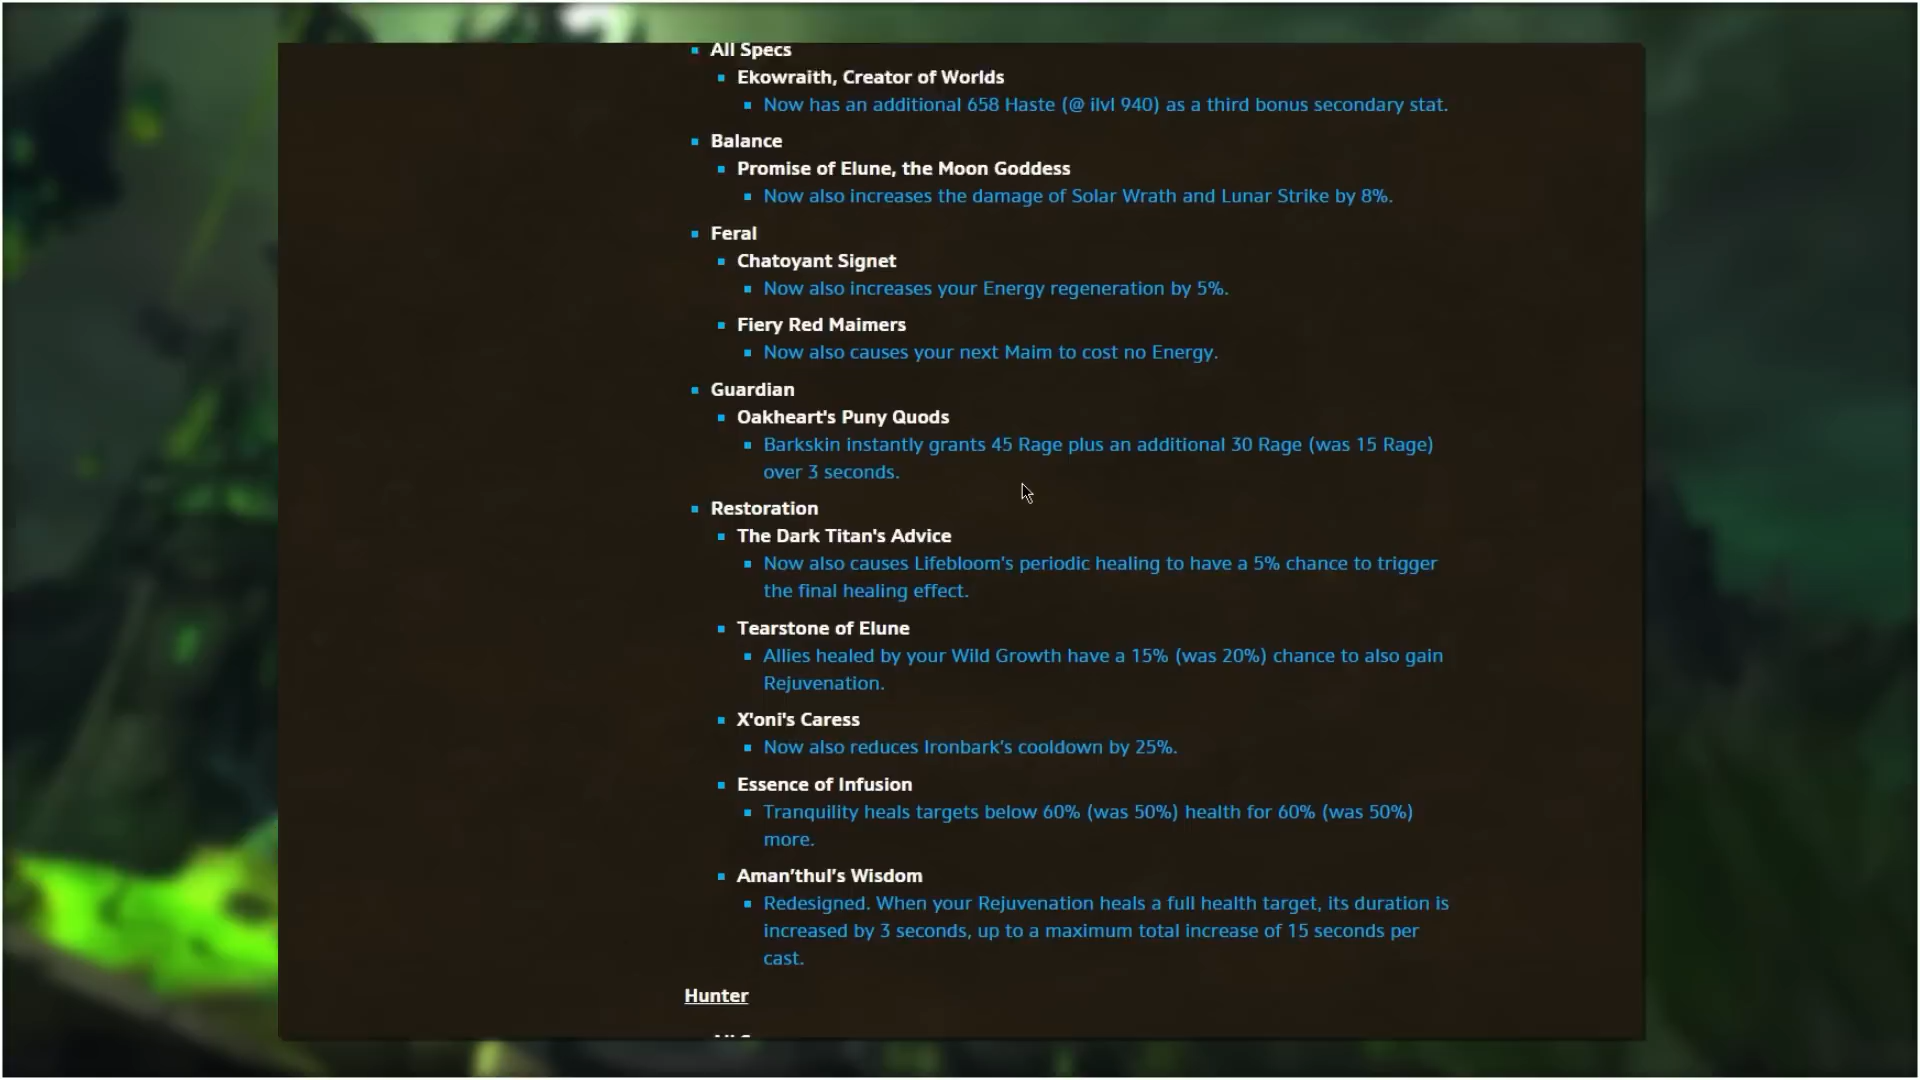 All Specs
Ekowraith, Creator of Worlds
Now has an additional 658 Haste (@ ilvl 940) as a third bonus secondary stat.
Balance
Promise of Elune, the Moon Goddess
Now also increases the damage of Solar Wrath and Lunar Strike by 8%.
Feral
Chatoyant Signet
Now also increases your Energy regeneration by 5%.
Fiery Red Maimers
Now also causes your next Maim to cost no Energy.
Guardian
Oakheart's Puny Quods
Barkskin instantly grants 45 Rage plus an additional 30 Rage (was 15 Rage)
over 3 seconds.
Restoration
The Dark Titan's Advice
Now also causes Lifebloom's periodic healing to have a 5% chance to trigger
the final healing effect.
Tearstone of Elune
Allies healed by your Wild Growth have a 15% (was 20%) chance to also gain
Rejuvenation.
X'oni's Caress
Now also reduces Ironbark's cooldown by 25%.
Essence of Infusion
Tranquility heals targets below 60% (was 50%) health for 60% (was 50%)
more.
Aman'thul's Wisdom
Redesigned. When your Rejuvenation heals a full health target, its duration is
increased by 3 seconds, up to a maximum total increase of 15 seconds per
cast.
Hunter